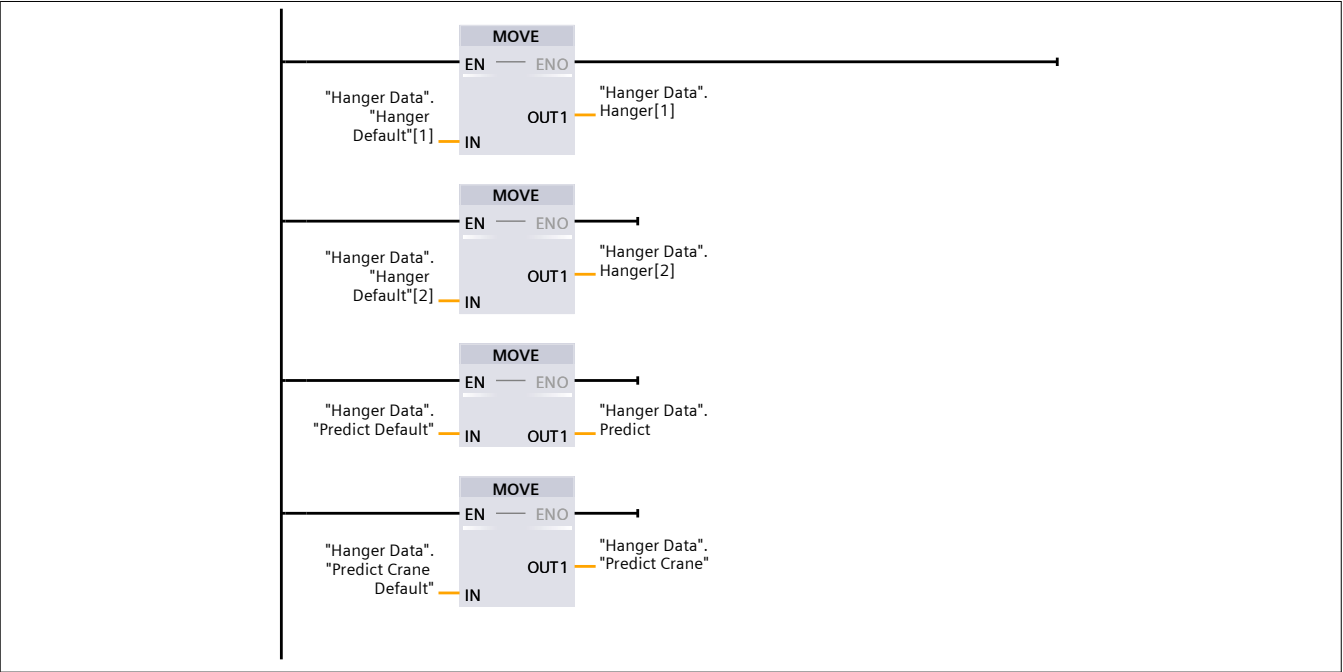 MOVE
EN
ENO
"Hanger Data".
"Hanger
Default"[1]
IN
OUT1
"Hanger Data".
Hanger[1]
MOVE
EN
ENO
"Hanger Data".
"Hanger
Default"[2]
IN
OUT1
"Hanger Data".
Hanger[2]
MOVE
EN
ENO
"Hanger Data".
"Predict Default"
IN
OUT1
"Hanger Data".
Predict
MOVE
EN
ENO
"Hanger Data".
"Predict Crane
Default"
IN
OUT1
"Hanger Data".
"Predict Crane"